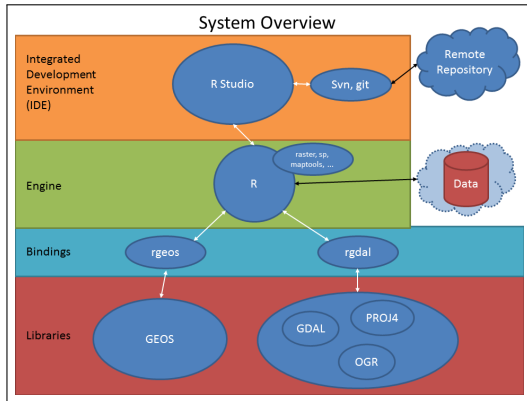 System Overview
Integrated
Development
Environment
(IDE)
R Studio
Svn, git
Remote
Repository
Engine
raster, sp,
maptools, ...
R
Data
Bindings
rgeos
rgdal
Libraries
GEOS
GDAL
PROJ4
OGR